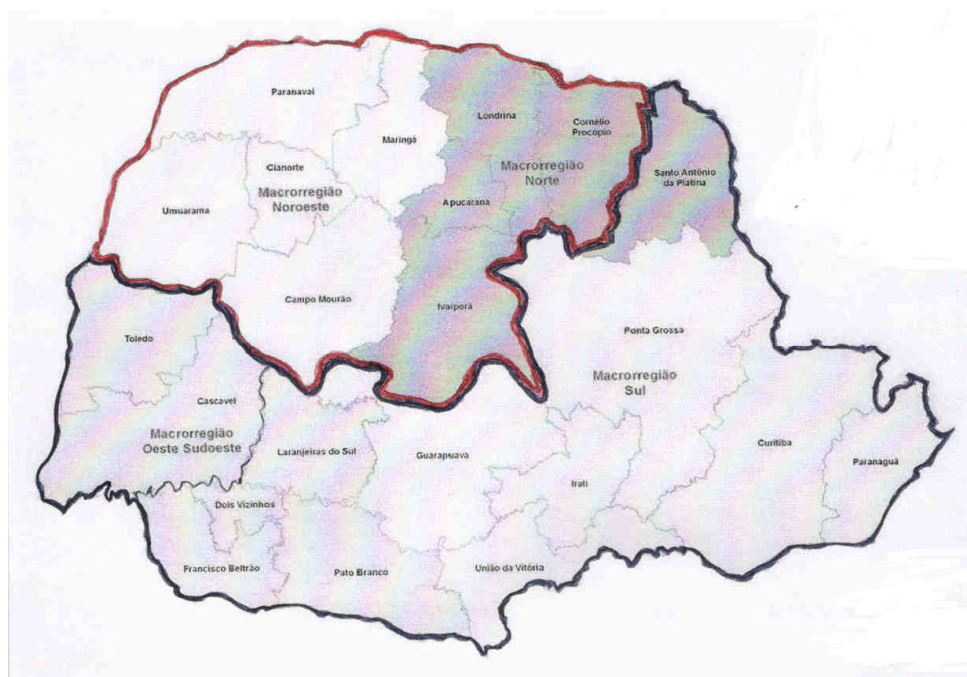 Paranavaí
Maringá
Londrina
Cornélio
Procópio
Macrorregião
Norte
Santo Antônio
da Platina
Cianorte
Macrorregião
Noroeste
Umuarama
Apucarana
Campo Mourão
Ivaiporã
Toledo
Ponta Grossa
Macrorregião
Sul
Cascavel
Macrorregião
Oeste Sudoeste
Laranjeiras do Sul
Guarapuava
Irati
Curitiba
Paranaguá
Dois Vizinhos
Francisco Beltrão
Pato Branco
União da Vitória